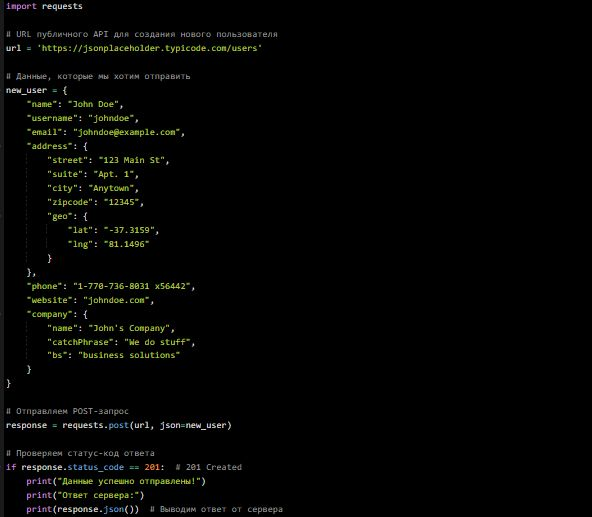 import requests
# URL публичного API для создания нового пользователя
url = 'https://jsonplaceholder.typicode.com/users'
# Данные, которые мы хотим отправить
new_user = {
    "name": "John Doe",
    "username": "johndoe",
    "email": "johndoe@example.com",
    "address": {
        "street": "123 Main St",
        "suite": "Apt. 1",
        "city": "Anytown",
        "zipcode": "12345",
        "geo": {
            "lat": "-37.3159",
            "lng": "81.1496"
        }
    },
    "phone": "1-770-736-8031 x56442",
    "website": "johndoe.com",
    "company": {
        "name": "John's Company",
        "catchPhrase": "We do stuff",
        "bs": "business solutions"
    }
}
# Отправляем POST-запрос
response = requests.post(url, json=new_user)
# Проверяем статус-код ответа
if response.status_code == 201:  # 201 Created
    print("Данные успешно отправлены!")
    print("Ответ сервера:")
    print(response.json())  # Выводим ответ от сервера